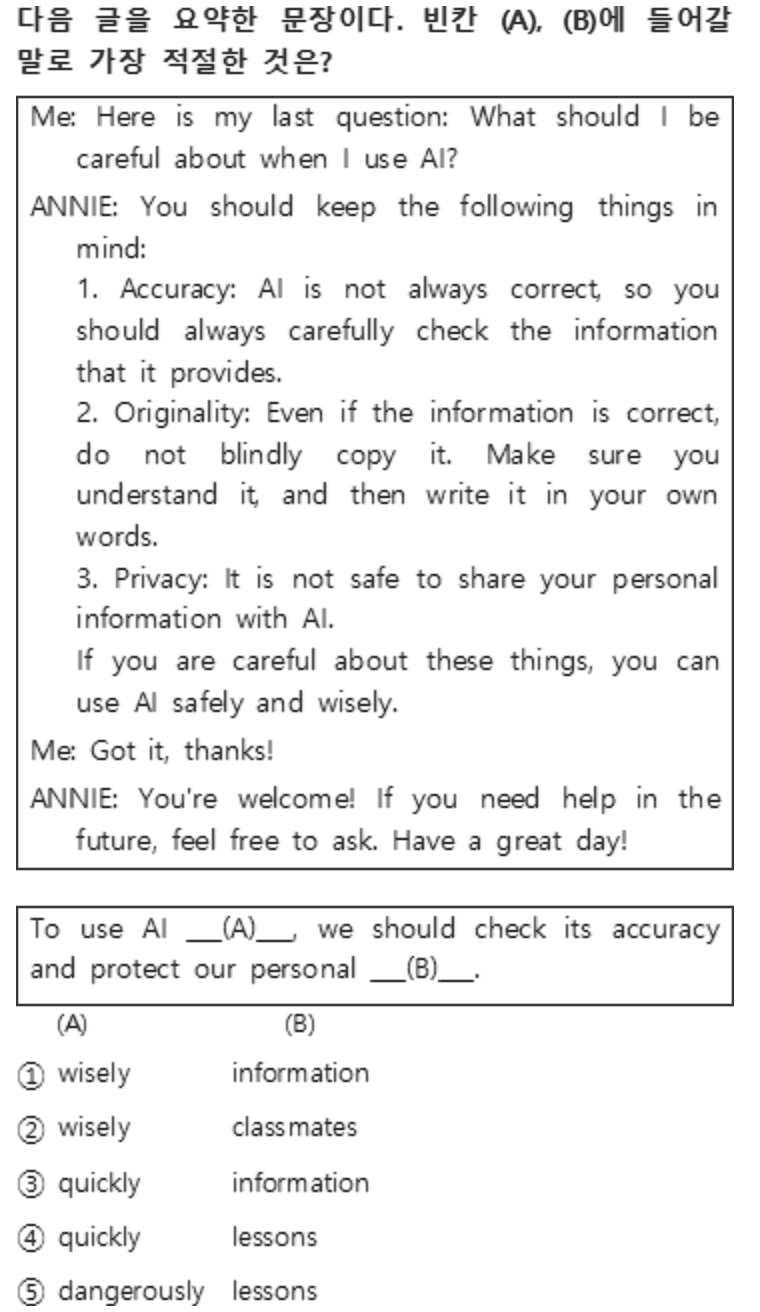 다음 글을 요약한 문장이다. 빈칸 (A), (B)에 들어갈
말로 가장 적절한 것은?
Me: Here is my last question: What should I be
careful about when I use AI?
ANNIE: You should keep the following things in
mind:
1. Accuracy: AI is not always correct, so you
should always carefully check the information
that it provides.
2. Originality: Even if the information is correct,
do not blindly copy it. Make sure you
understand it, and then write it in your own
words.
3. Privacy: It is not safe to share your personal
information with AI.
If you are careful about these things, you can
use AI safely and wisely.
Me: Got it, thanks!
ANNIE: You're welcome! If you need help in the
future, feel free to ask. Have a great day!
To use AI __(A)__, we should check its accuracy
and protect our personal __(B)__.
(A) (B)
① wisely information
② wisely classmates
③ quickly information
④ quickly lessons
⑤ dangerously lessons